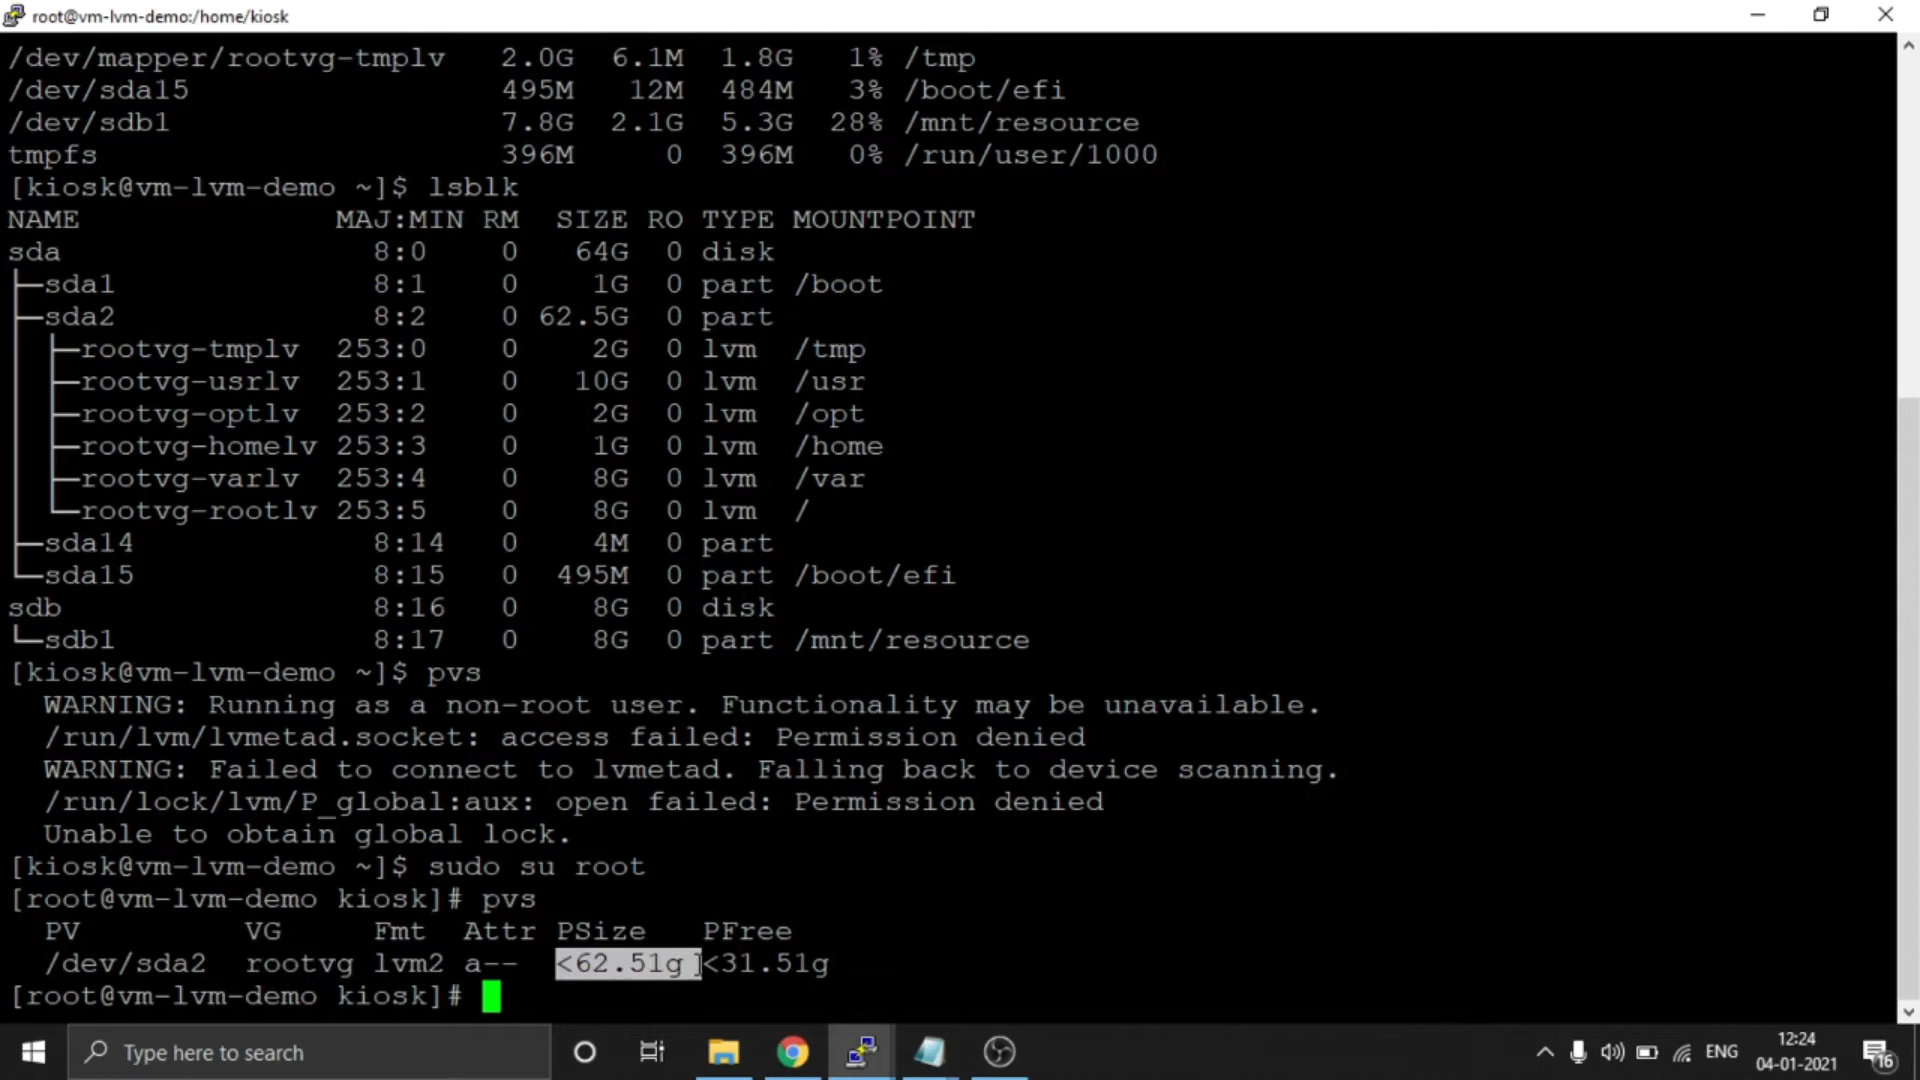 root@vm-lvm-demo:/home/kiosk
/dev/mapper/rootvg-tmplv   2.0G  6.1M  1.8G   1% /tmp
/dev/sda15                 495M   12M  484M   3% /boot/efi
/dev/sdb1                  7.8G  2.1G  5.3G  28% /mnt/resource
tmpfs                      396M     0  396M   0% /run/user/1000
[kiosk@vm-lvm-demo ~]$ lsblk
NAME              MAJ:MIN RM  SIZE RO TYPE MOUNTPOINT
sda                 8:0    0   64G  0 disk
├─sda1              8:1    0    1G  0 part /boot
├─sda2              8:2    0 62.5G  0 part
│ ├─rootvg-tmplv  253:0    0    2G  0 lvm  /tmp
│ ├─rootvg-usrlv  253:1    0   10G  0 lvm  /usr
│ ├─rootvg-optlv  253:2    0    2G  0 lvm  /opt
│ ├─rootvg-homelv 253:3    0    1G  0 lvm  /home
│ ├─rootvg-varlv  253:4    0    8G  0 lvm  /var
│ └─rootvg-rootlv 253:5    0    8G  0 lvm  /
├─sda14             8:14   0    4M  0 part
└─sda15             8:15   0  495M  0 part /boot/efi
sdb                 8:16   0    8G  0 disk
└─sdb1              8:17   0    8G  0 part /mnt/resource
[kiosk@vm-lvm-demo ~]$ pvs
  WARNING: Running as a non-root user. Functionality may be unavailable.
  /run/lvm/lvmetad.socket: access failed: Permission denied
  WARNING: Failed to connect to lvmetad. Falling back to device scanning.
  /run/lock/lvm/P_global:aux: open failed: Permission denied
  Unable to obtain global lock.
[kiosk@vm-lvm-demo ~]$ sudo su root
[root@vm-lvm-demo kiosk]# pvs
  PV         VG     Fmt  Attr PSize   PFree
  /dev/sda2  rootvg lvm2 a--  <62.51g <31.51g
[root@vm-lvm-demo kiosk]#
Type here to search
ENG
12:24
04-01-2021
16